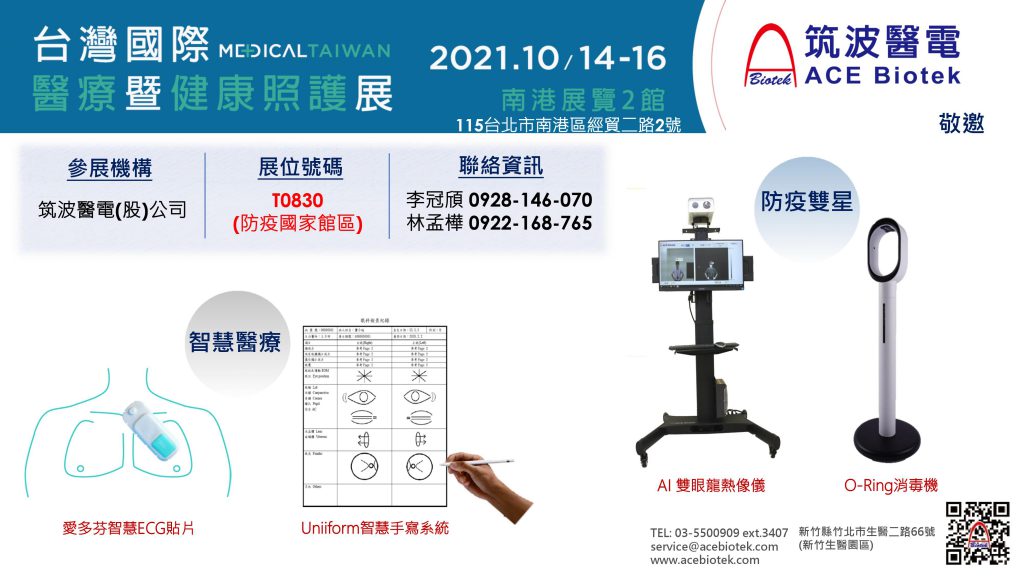 台灣國際 MEDICALTAIWAN
醫療暨健康照護展
2021.10/14-16
南港展覽2館
115台北市南港區經貿二路2號
Biotek
筑波醫電
ACE Biotek
敬邀
參展機構
筑波醫電(股)公司
展位號碼
T0830
(防疫國家館區)
聯絡資訊
李冠頎 0928-146-070
林孟樺 0922-168-765
防疫雙星
智慧醫療
眼科檢查紀錄
愛多芬智慧ECG貼片
Uniiform智慧手寫系統
AI 雙眼龍熱像儀
O-Ring消毒機
TEL: 03-5500909 ext.3407
service@acebiotek.com
www.acebiotek.com
新竹縣竹北市生醫二路66號
(新竹生醫園區)